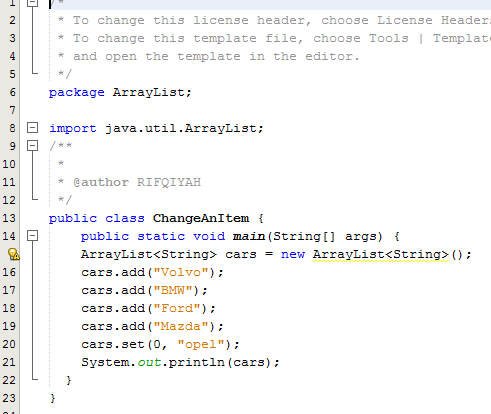 1 /*
2 * To change this license header, choose License Headers
3 * To change this template file, choose Tools | Template
4 * and open the template in the editor.
5 */
6 package ArrayList;
7
8 import java.util.ArrayList;
9 /**
10 *
11 * @author RIFQIYAH
12 */
13 public class ChangeAnItem {
14 public static void main(String[] args) {
ArrayList<String> cars = new ArrayList<String>();
16 cars.add("Volvo");
17 cars.add("BMW");
18 cars.add("Ford");
19 cars.add("Mazda");
20 cars.set(0, "opel");
21 System.out.println(cars);
22 }
23 }